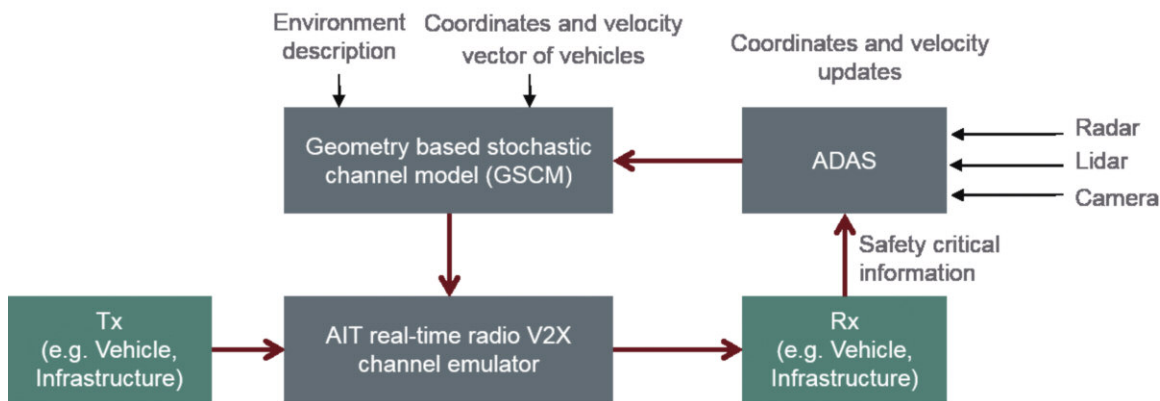 Environment
description
Coordinates and velocity
vector of vehicles
Coordinates and velocity
updates
Geometry based stochastic
channel model (GSCM)
ADAS
Radar
Lidar
Camera
Safety critical
information
Tx
(e.g. Vehicle,
Infrastructure)
AIT real-time radio V2X
channel emulator
Rx
(e.g. Vehicle,
Infrastructure)